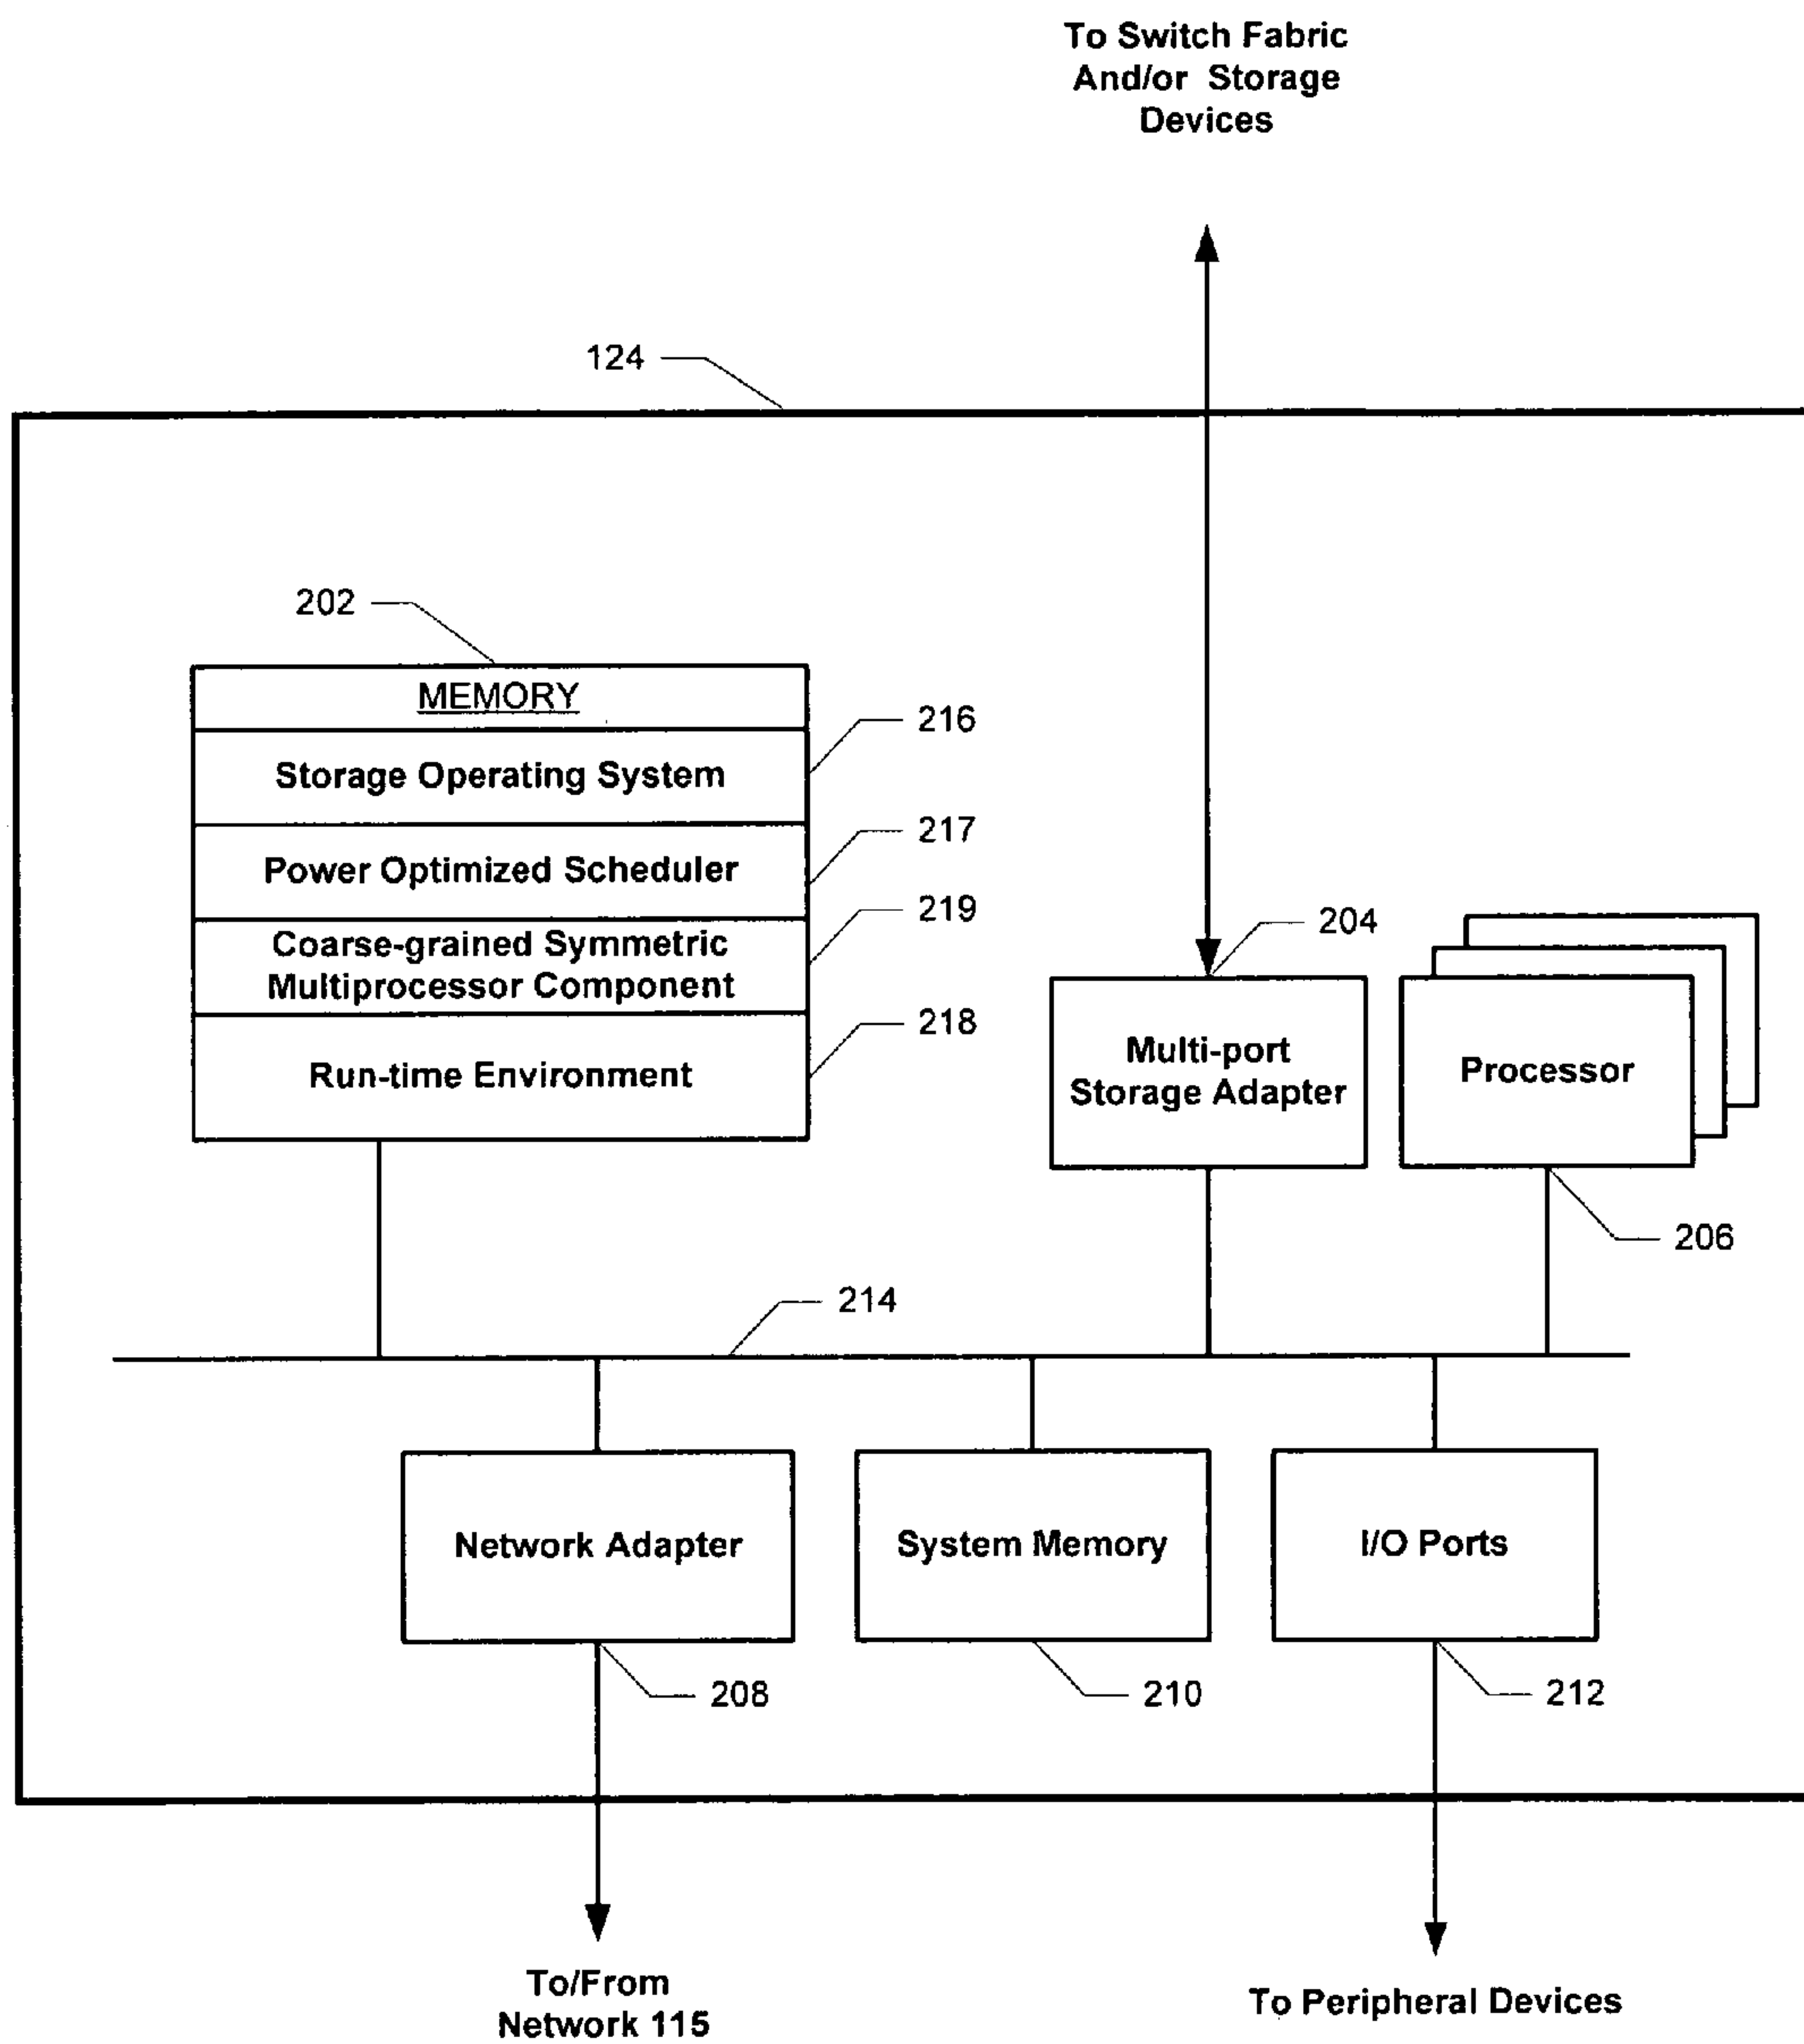 To Switch Fabric
And/or Storage
Devices
124
202
MEMORY
216
Storage Operating System
217
Power Optimized Scheduler
219
Coarse-grained Symmetric
Multiprocessor Component
218
Run-time Environment
204
Multi-port
Storage Adapter
Processor
206
214
Network Adapter
System Memory
I/O Ports
208
210
212
To/From
Network 115
To Peripheral Devices